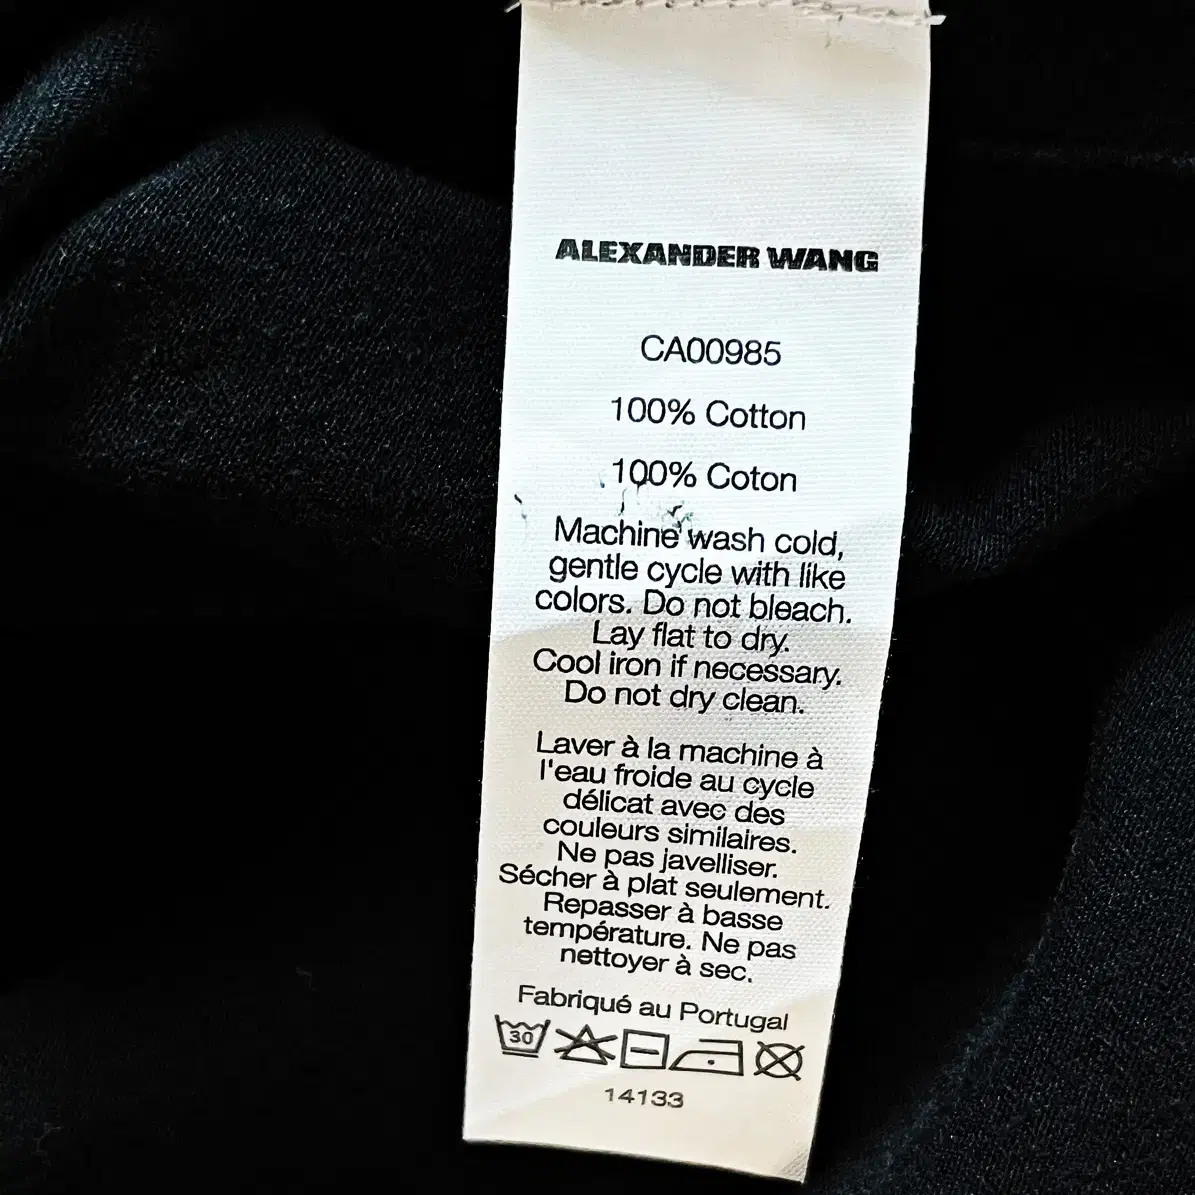 ALEXANDER WANG
CA00985
100% Cotton
100% Coton
Machine wash cold,
gentle cycle with like
colors. Do not bleach.
Lay flat to dry.
Cool iron if necessary.
Do not dry clean.
Laver à la machine à
l'eau froide au cycle
délicat avec des
couleurs similaires.
Ne pas javelliser.
Sécher à plat seulement.
Repasser à basse
température. Ne pas
nettoyer à sec.
Fabriqué au Portugal
30
14133